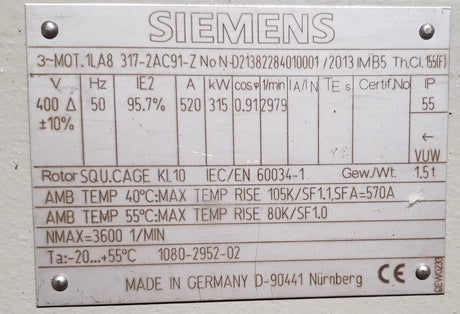 SIEMENS
3~MOT. 1LA8 317-2AC91-Z No N-D21382284010001 /2013 IMB5 Th.Cl. 155(F)
V Hz IE2 A kW cosφ 1/min IA/IN TE s Certif.No IP
400 Δ 50 95.7% 520 315 0.91 2979 55
±10%
←
VUW
Rotor SQU.CAGE KL10 IEC/EN 60034-1 Gew./Wt. 1,5 t
AMB TEMP 40°C:MAX TEMP RISE 105K/SF1.1,SFA=570A
AMB TEMP 55°C:MAX TEMP RISE 80K/SF1.0
NMAX=3600 1/MIN
Ta:-20...+55°C 1080-2952-02
MADE IN GERMANY D-90441 Nürnberg CE